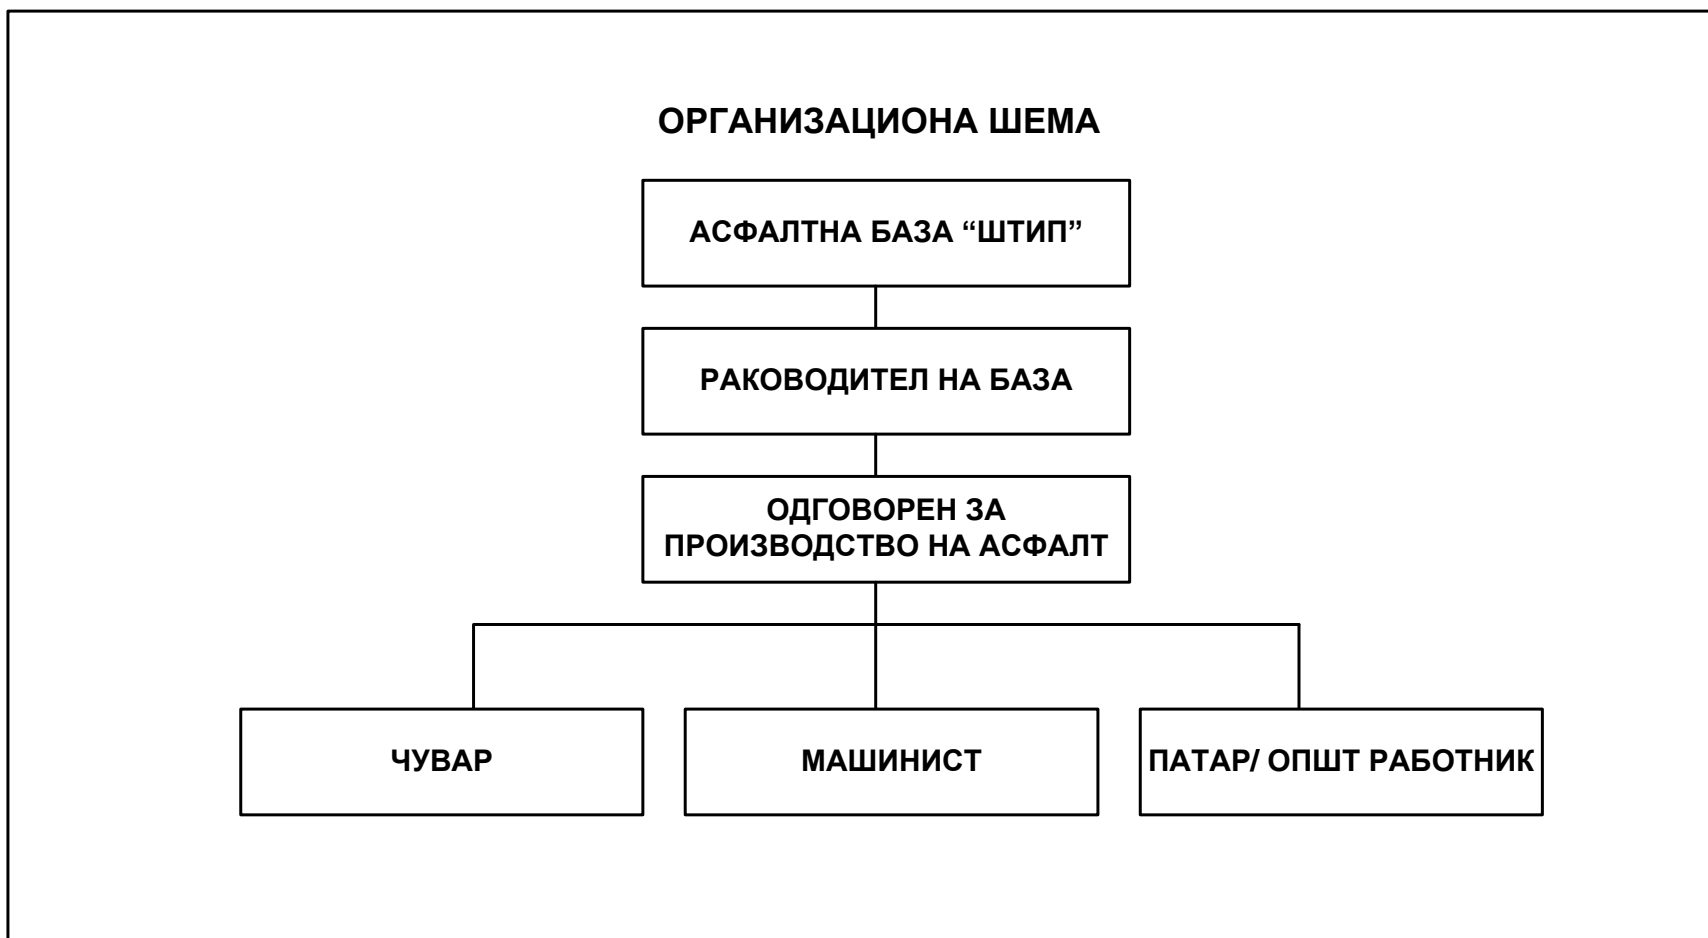 ОРГАНИЗАЦИОНА ШЕМА
АСФАЛТНА БАЗА “ШТИП”
РАКОВОДИТЕЛ НА БАЗА
ОДГОВОРЕН ЗА
ПРОИЗВОДСТВО НА АСФАЛТ
ЧУВАР
МАШИНИСТ
ПАТАР/ ОПШТ РАБОТНИК